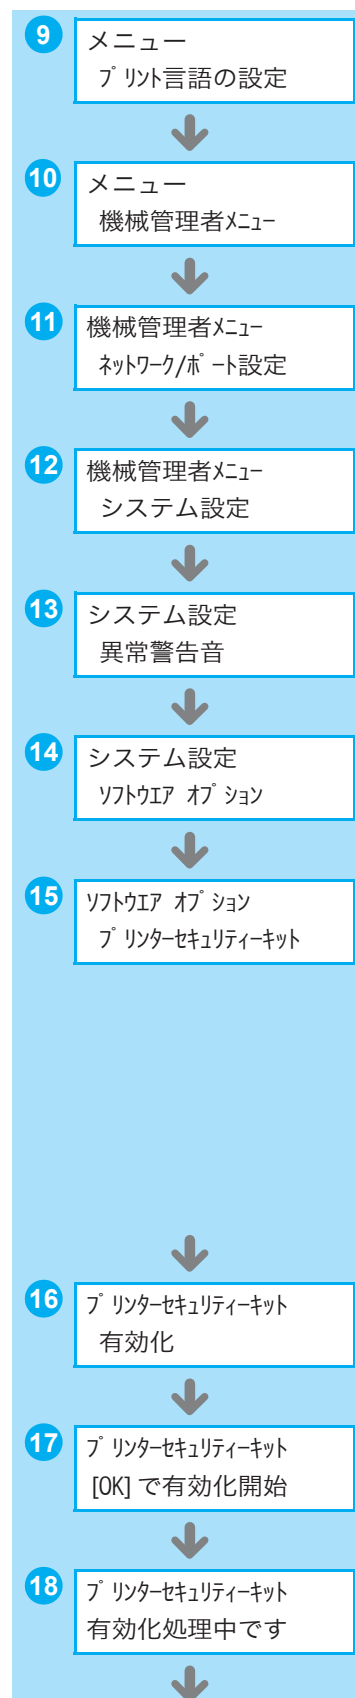 9
メニュー
ﾌﾟﾘﾝﾄ言語の設定
10
メニュー
機械管理者ﾒﾆｭｰ
11
機械管理者ﾒﾆｭｰ
ﾈｯﾄﾜｰｸ/ﾎﾟｰﾄ設定
12
機械管理者ﾒﾆｭｰ
システム設定
13
システム設定
異常警告音
14
システム設定
ｿﾌﾄｳｴｱ ｵﾌﾟｼｮﾝ
15
ｿﾌﾄｳｴｱ ｵﾌﾟｼｮﾝ
ﾌﾟﾘﾝﾀｰｾｷｭﾘﾃｨｰｷｯﾄ
16
ﾌﾟﾘﾝﾀｰｾｷｭﾘﾃｨｰｷｯﾄ
有効化
17
ﾌﾟﾘﾝﾀｰｾｷｭﾘﾃｨｰｷｯﾄ
[OK] で有効化開始
18
ﾌﾟﾘﾝﾀｰｾｷｭﾘﾃｨｰｷｯﾄ
有効化処理中です